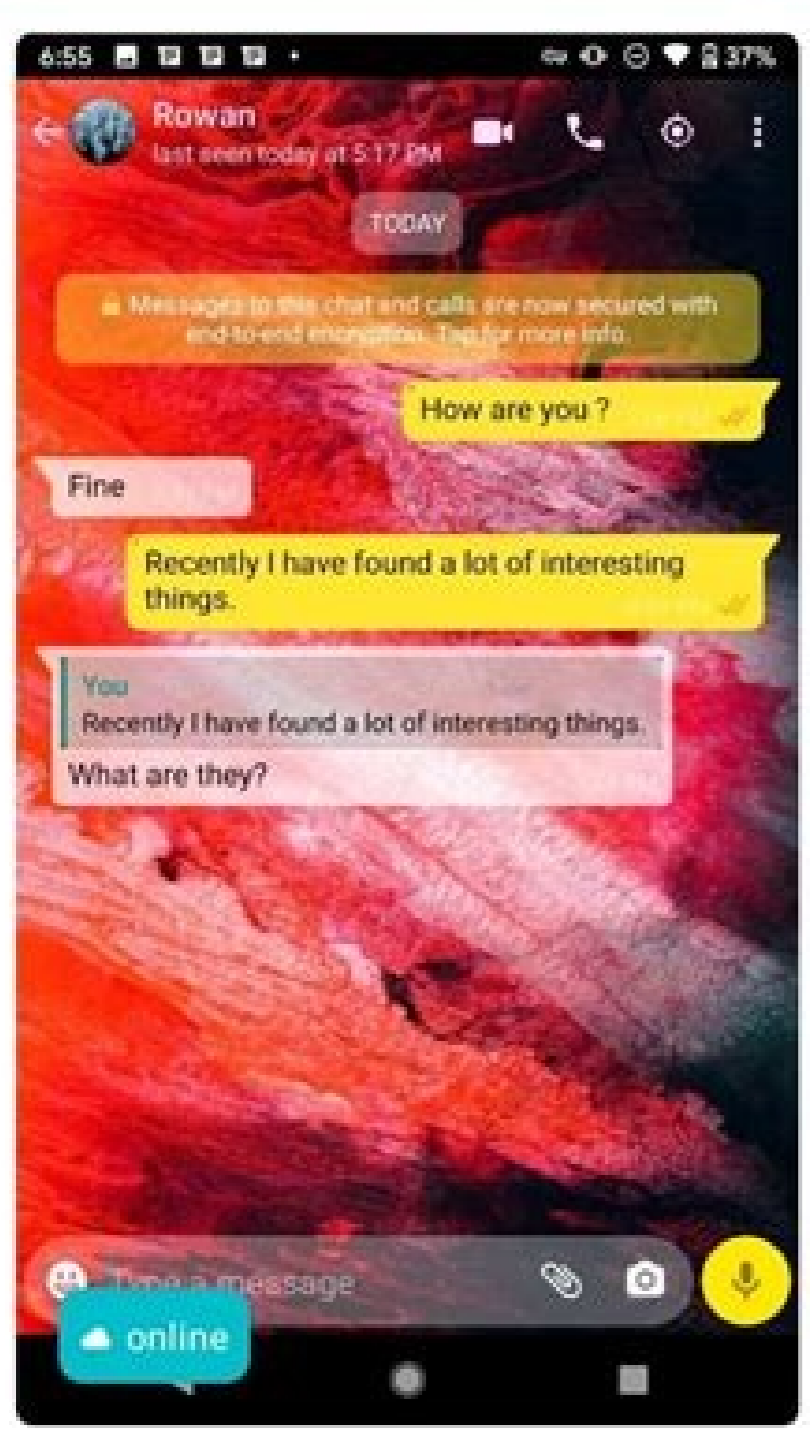 6:55
37%
Rowan
last seen today at 5:17 PM
TODAY
Messages to this chat and calls are now secured with
end-to-end encryption. Tap for more info.
How are you ?
Fine
Recently I have found a lot of interesting
things.
You
Recently I have found a lot of interesting things.
What are they?
Type a message
online